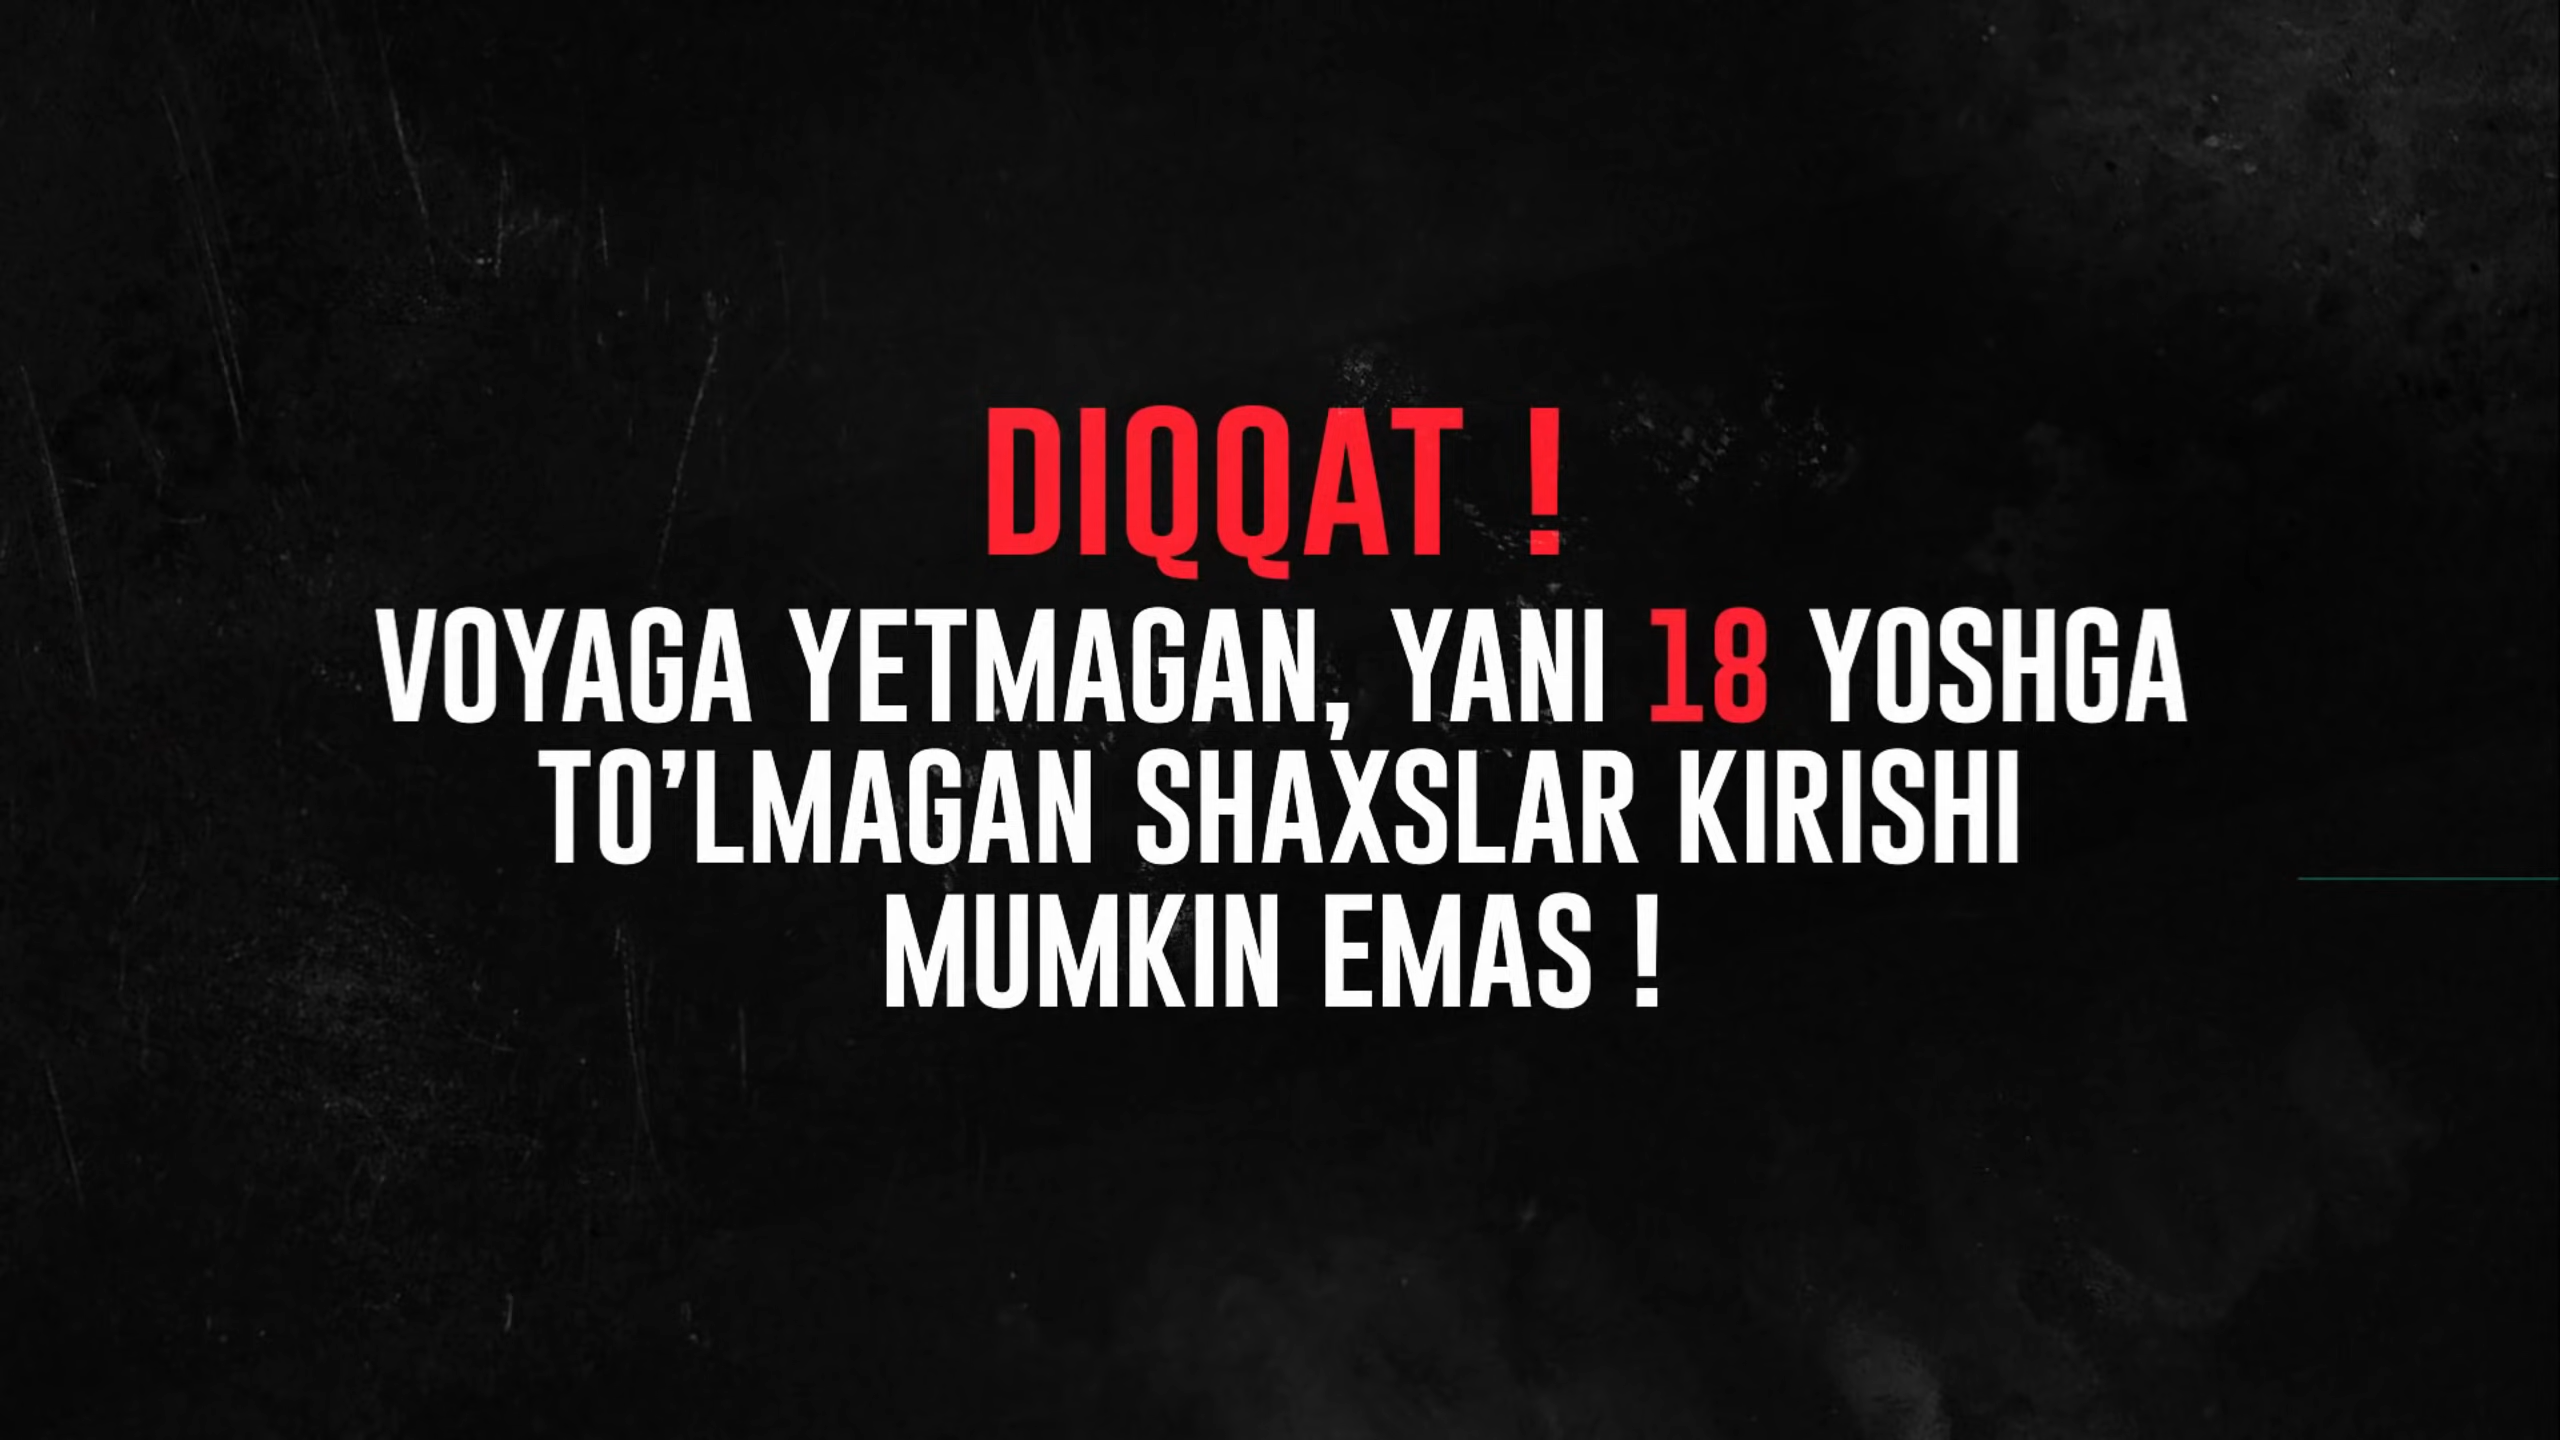 DIQQAT !
VOYAGA YETMAGAN, YANI 18 YOSHGA
TO’LMAGAN SHAXSLAR KIRISHI
MUMKIN EMAS !